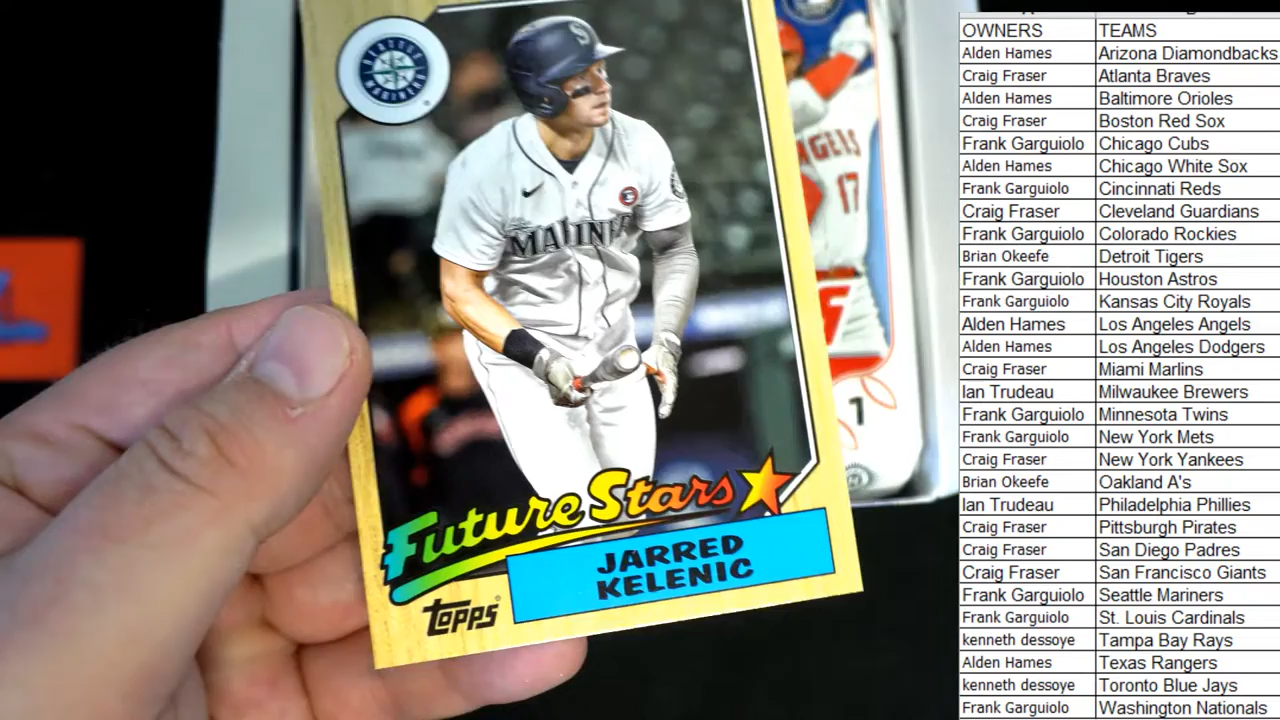 SEATTLE
MARINERS
S
MARINER
Future Stars
JARRED
KELENIC
topps
ANGELS
17
OWNERS TEAMS
Alden Hames Arizona Diamondbacks
Craig Fraser Atlanta Braves
Alden Hames Baltimore Orioles
Craig Fraser Boston Red Sox
Frank Garguiolo Chicago Cubs
Alden Hames Chicago White Sox
Frank Garguiolo Cincinnati Reds
Craig Fraser Cleveland Guardians
Frank Garguiolo Colorado Rockies
Brian Okeefe Detroit Tigers
Frank Garguiolo Houston Astros
Frank Garguiolo Kansas City Royals
Alden Hames Los Angeles Angels
Alden Hames Los Angeles Dodgers
Craig Fraser Miami Marlins
Ian Trudeau Milwaukee Brewers
Frank Garguiolo Minnesota Twins
Frank Garguiolo New York Mets
Craig Fraser New York Yankees
Brian Okeefe Oakland A's
Ian Trudeau Philadelphia Phillies
Craig Fraser Pittsburgh Pirates
Craig Fraser San Diego Padres
Craig Fraser San Francisco Giants
Frank Garguiolo Seattle Mariners
Frank Garguiolo St. Louis Cardinals
kenneth dessoye Tampa Bay Rays
Alden Hames Texas Rangers
kenneth dessoye Toronto Blue Jays
Frank Garguiolo Washington Nationals